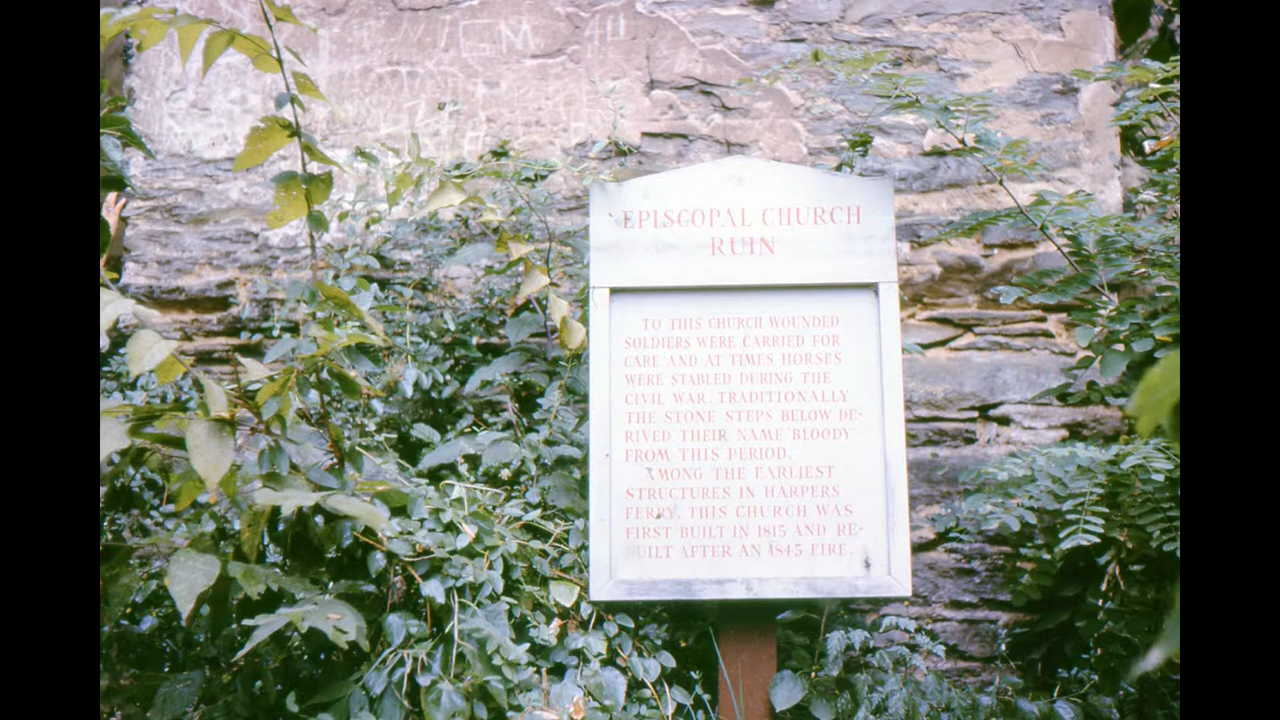 EPISCOPAL CHURCH
RUIN
TO THIS CHURCH WOUNDED
SOLDIERS WERE CARRIED FOR
CARE AND AT TIMES HORSES
WERE STABLED DURING THE
CIVIL WAR. TRADITIONALLY
THE STONE STEPS BELOW DE-
RIVED THEIR NAME BLOODY
FROM THIS PERIOD.
AMONG THE EARLIEST
STRUCTURES IN HARPERS
FERRY, THIS CHURCH WAS
FIRST BUILT IN 1815 AND RE-
UILT AFTER AN 1845 FIRE.